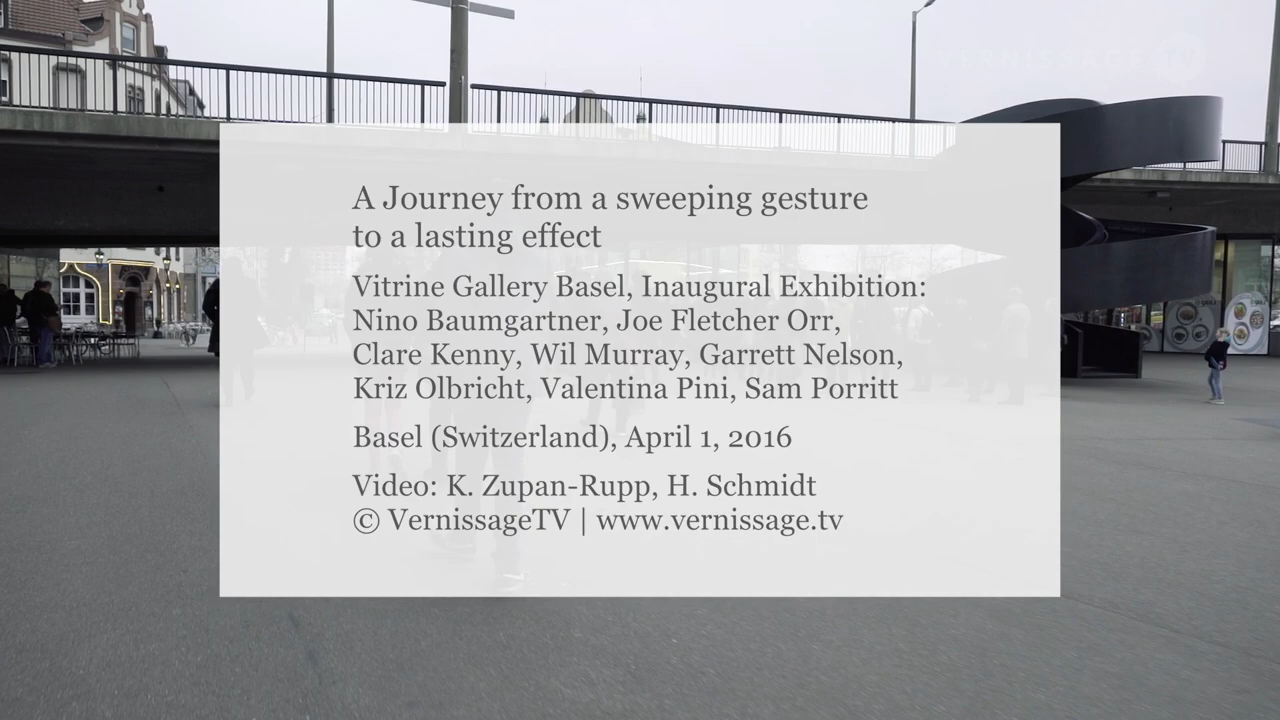 VERNISSAGE TV
A Journey from a sweeping gesture
to a lasting effect
Vitrine Gallery Basel, Inaugural Exhibition:
Nino Baumgartner, Joe Fletcher Orr,
Clare Kenny, Wil Murray, Garrett Nelson,
Kriz Olbricht, Valentina Pini, Sam Porritt
Basel (Switzerland), April 1, 2016
Video: K. Zupan-Rupp, H. Schmidt
© VernissageTV | www.vernissage.tv